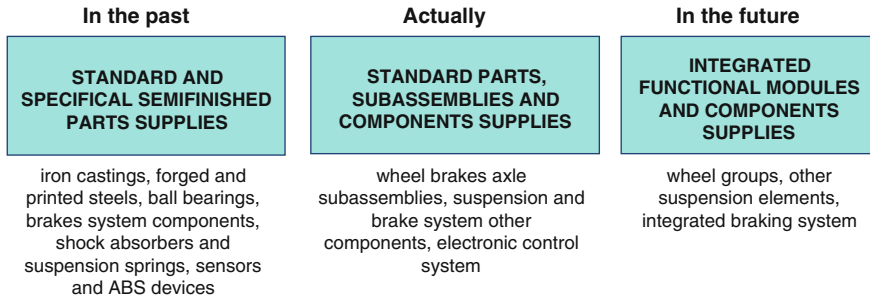 In the past
STANDARD AND
SPECIFICAL SEMIFINISHED
PARTS SUPPLIES
iron castings, forged and
printed steels, ball bearings,
brakes system components,
shock absorbers and
suspension springs, sensors
and ABS devices
Actually
STANDARD PARTS,
SUBASSEMBLIES AND
COMPONENTS SUPPLIES
wheel brakes axle
subassemblies, suspension and
brake system other
components, electronic control
system
In the future
INTEGRATED
FUNCTIONAL MODULES
AND COMPONENTS
SUPPLIES
wheel groups, other
suspension elements,
integrated braking system